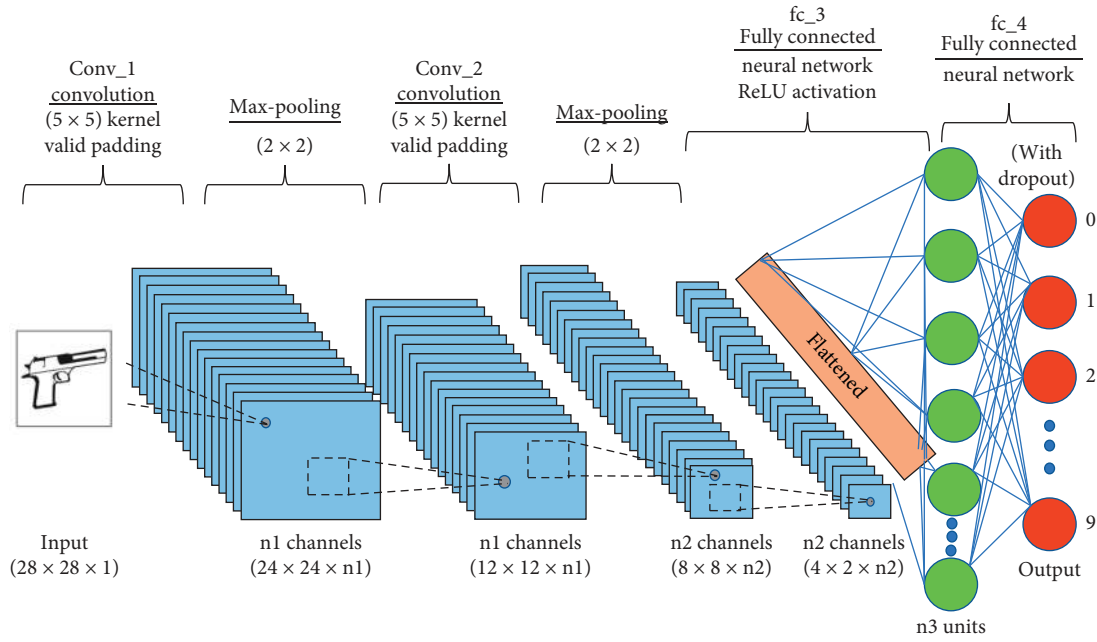 Conv_1
convolution
(5 × 5) kernel
valid padding
Max-pooling
(2 × 2)
Conv_2
convolution
(5 × 5) kernel
valid padding
Max-pooling
(2 × 2)
fc_3
Fully connected
neural network
ReLU activation
fc_4
Fully connected
neural network
(With
dropout)
0
1
2
9
Flattened
Input
(28 × 28 × 1)
n1 channels
(24 × 24 × n1)
n1 channels
(12 × 12 × n1)
n2 channels
(8 × 8 × n2)
n2 channels
(4 × 2 × n2)
Output
n3 units